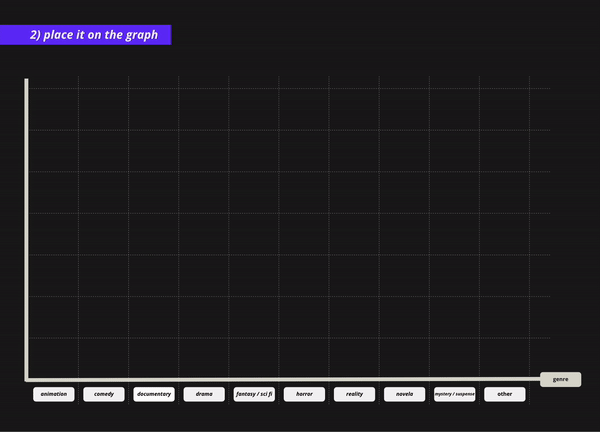 2) place it on the graph
genre
animation
comedy
documentary
drama
fantasy / sci fi
horror
reality
novela
mystery / suspense
other